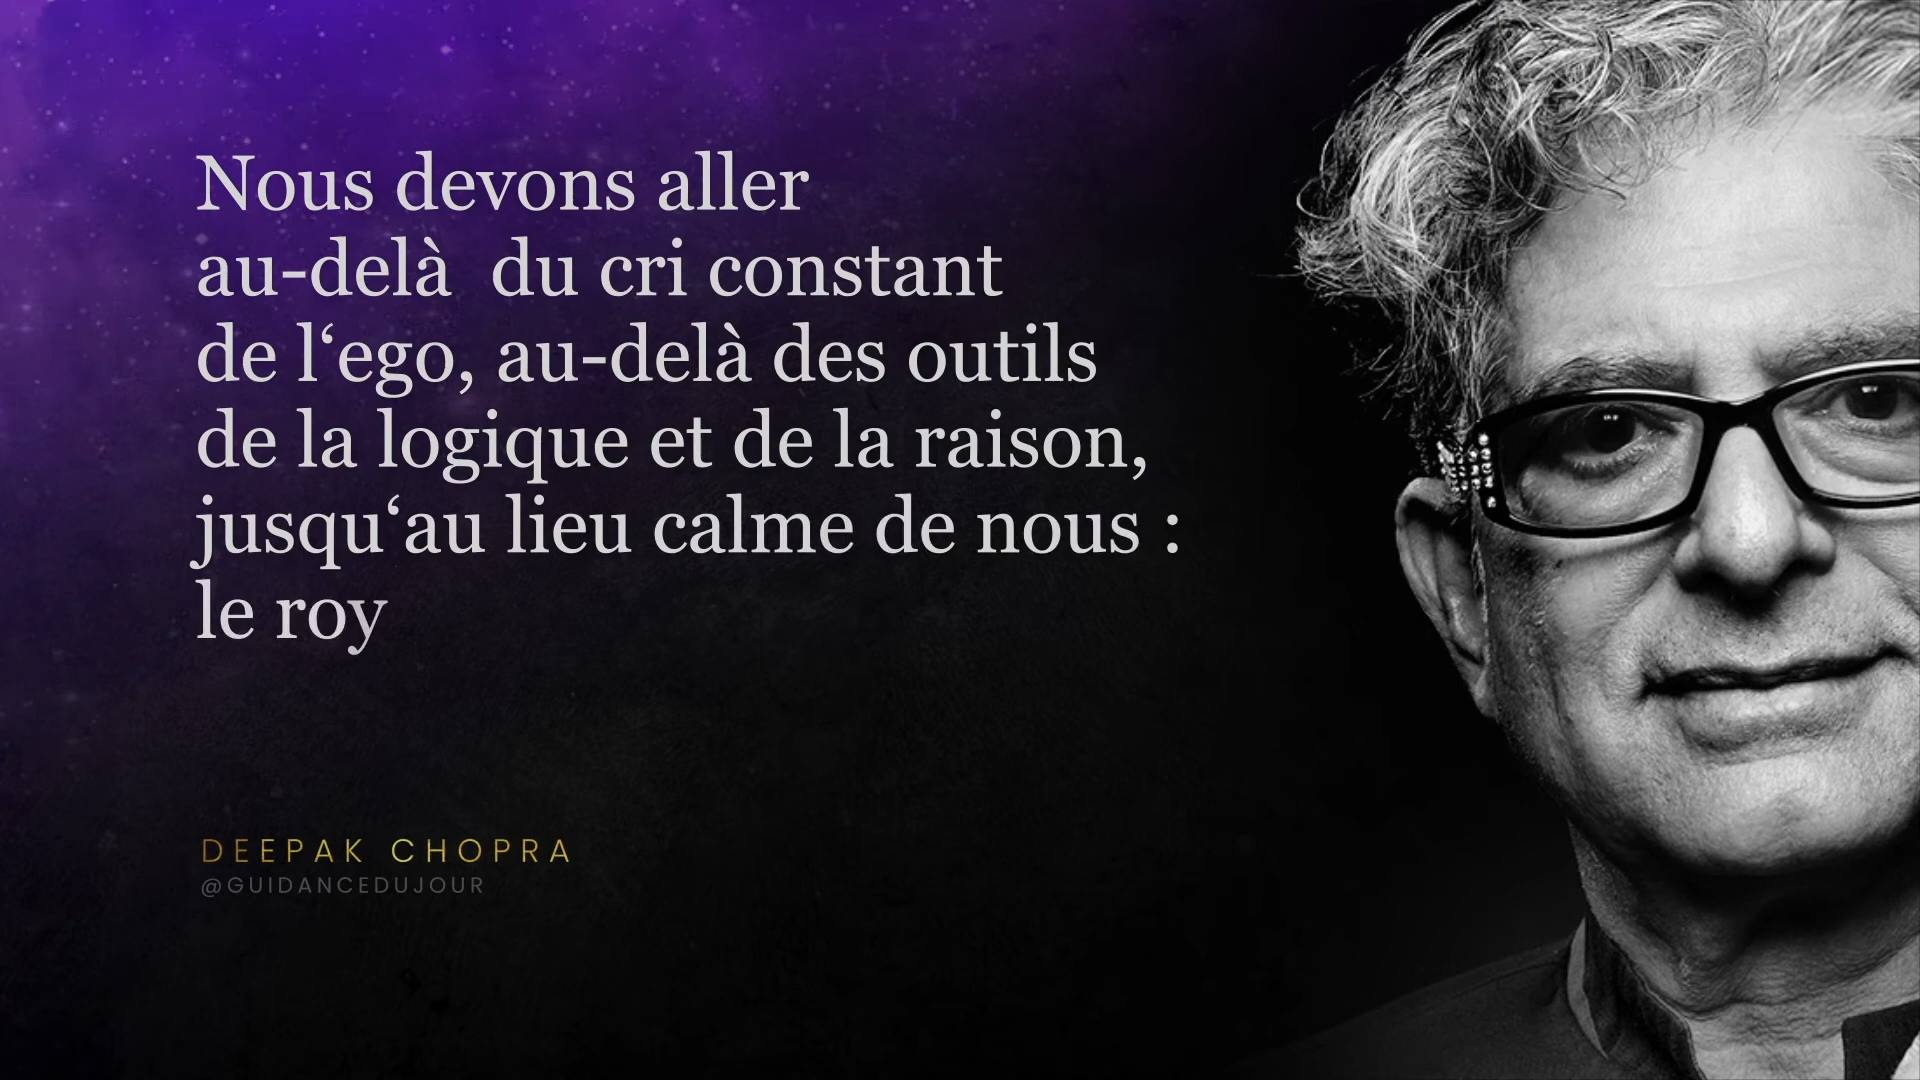 Nous devons aller
au-delà  du cri constant
de l‘ego, au-delà des outils
de la logique et de la raison,
jusqu‘au lieu calme de nous :
le roy
DEEPAK CHOPRA
@GUIDANCEDUJOUR